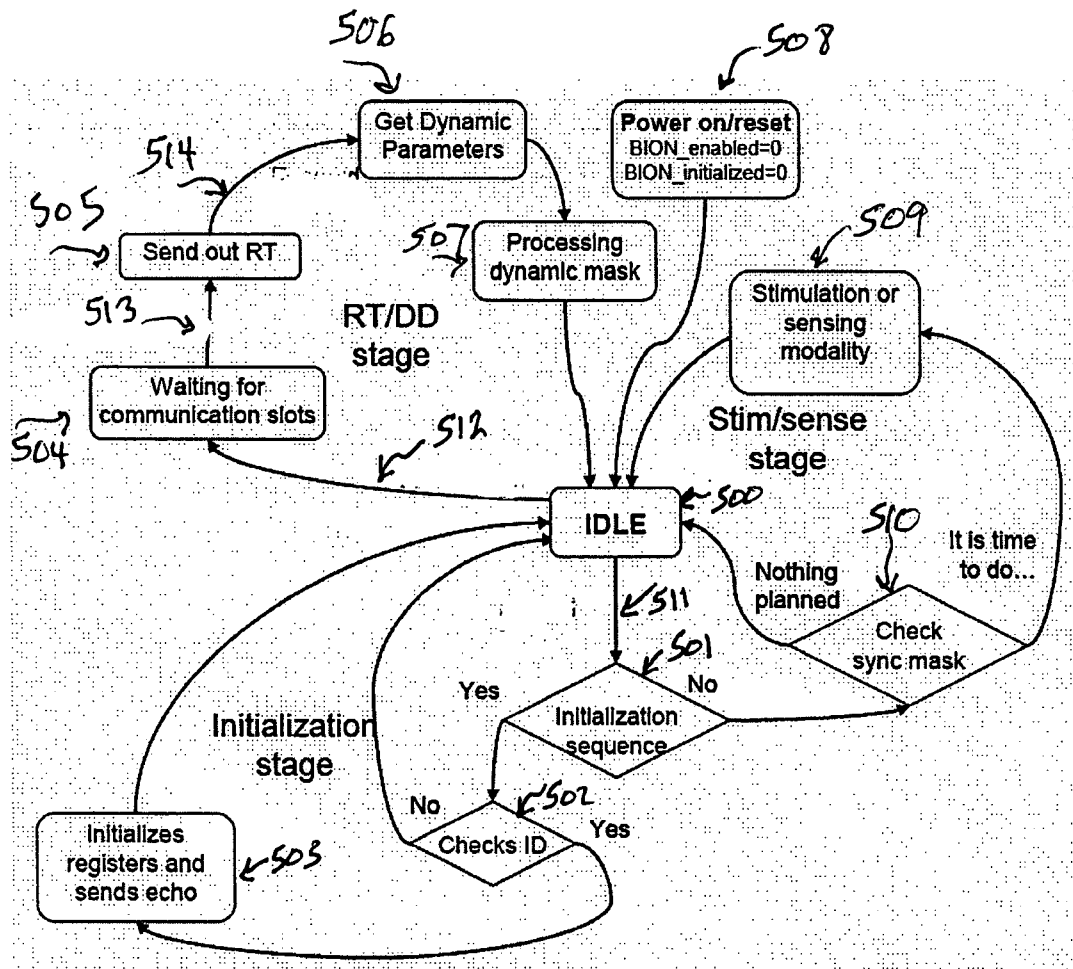 506
508
Get Dynamic
Parameters
Power on/reset
BION_enabled=0
BION_initialized=0
514
505
Send out RT
507
Processing
dynamic mask
509
Stimulation or
sensing
modality
513
RT/DD
stage
Waiting for
communication slots
504
512
Stim/sense
stage
IDLE
500
510
It is time
to do...
Nothing
planned
511
Check
sync mask
501
Yes
No
Initialization
sequence
Initialization
stage
502
No
Yes
Checks ID
Initializes
registers and
sends echo
503